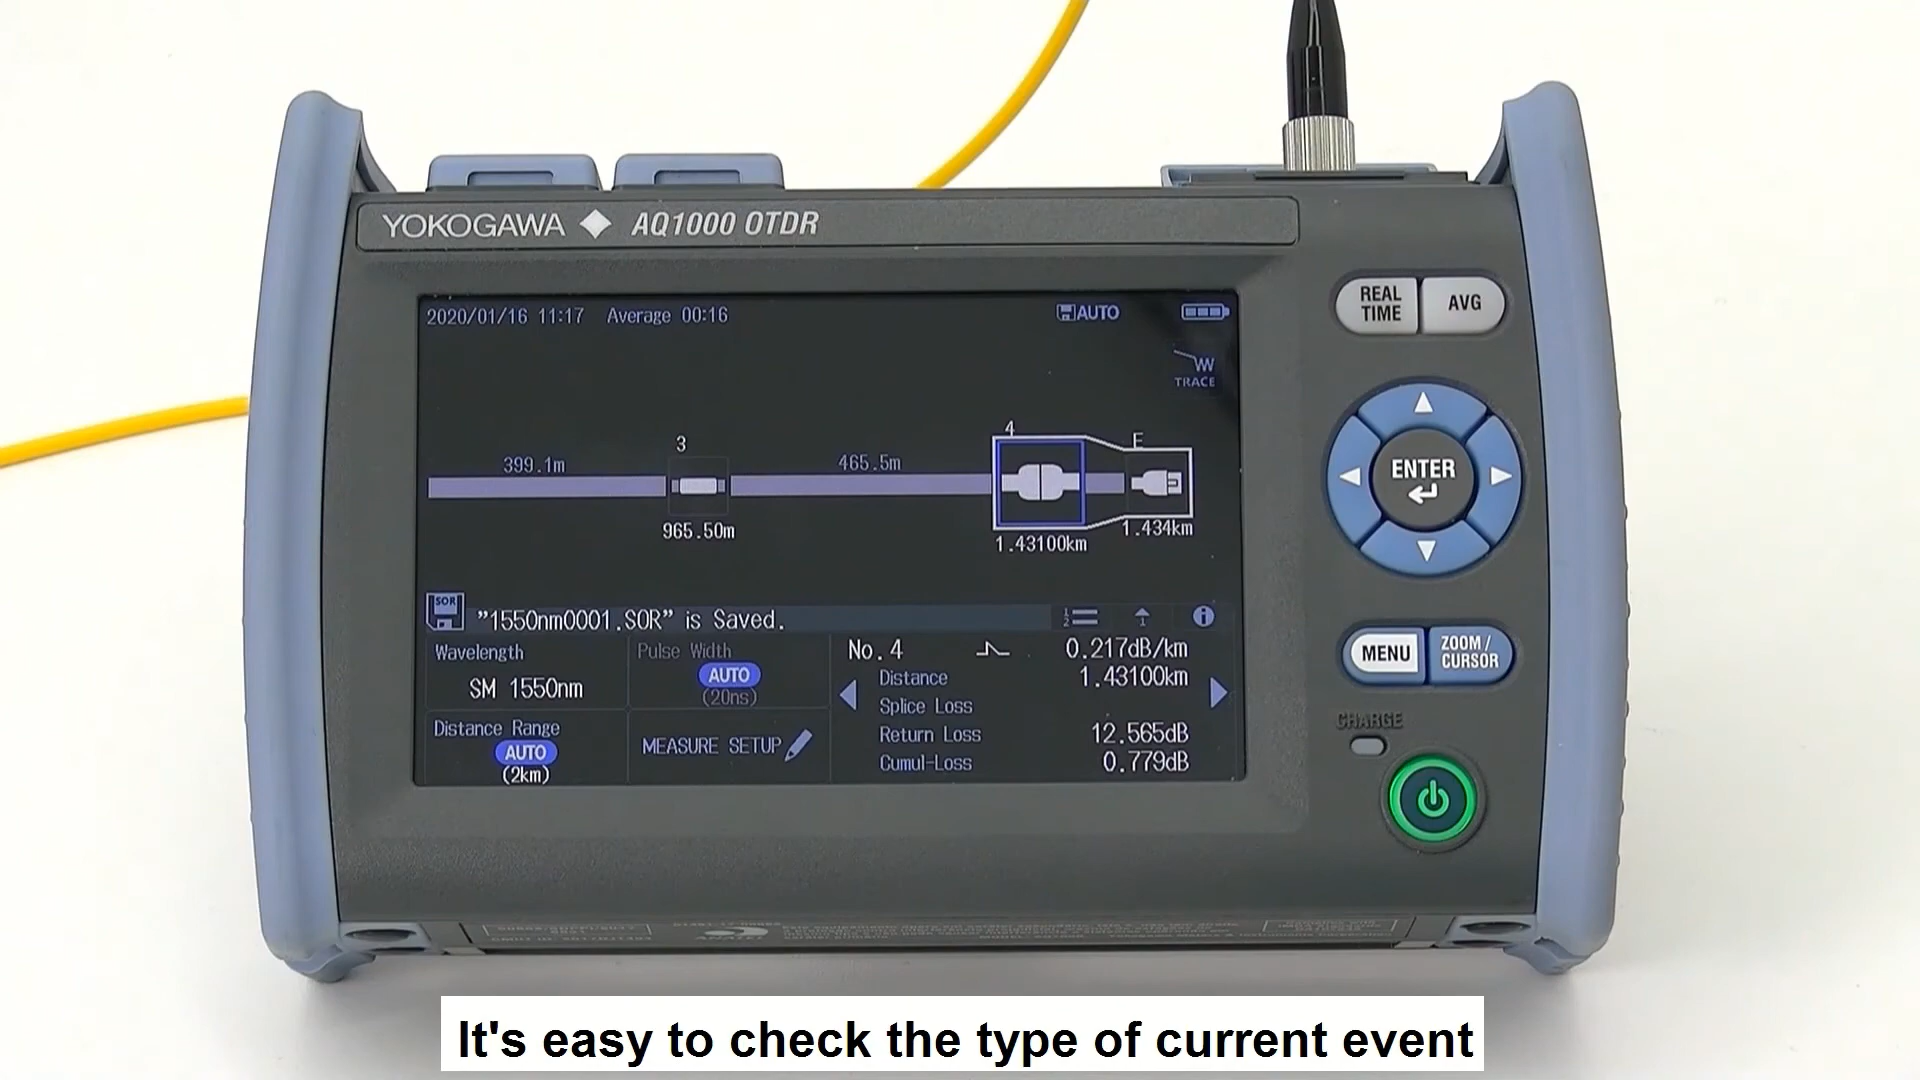 YOKOGAWA ◆ AQ1000 OTDR
2020/01/16 11:17 Average 00:16 AUTO
TRACE
399.1m 3 465.5m 4 E
965.50m 1.43100km 1.434km
SOR "1550nm0001.SOR" is Saved.
Wavelength
SM 1550nm
Pulse Width
AUTO
(20ns)
Distance Range
AUTO
(2km)
MEASURE SETUP
No.4 0.217dB/km
Distance 1.43100km
Splice Loss
Return Loss 12.565dB
Cumul-Loss 0.779dB
REAL TIME
AVG
ENTER
MENU
ZOOM / CURSOR
CHARGE
It's easy to check the type of current event